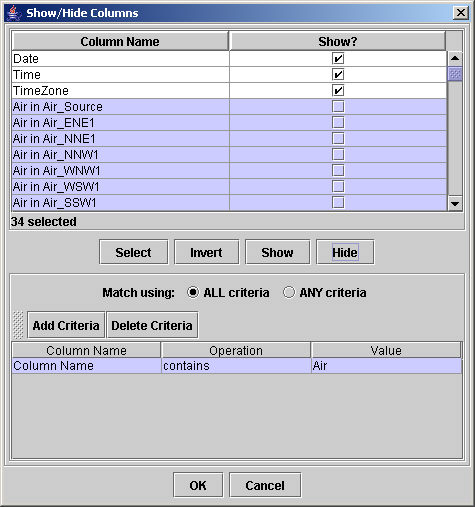 Show/Hide Columns
Column Name Show?
Date
Time
TimeZone
Air in Air_Source
Air in Air_ENE1
Air in Air_NNE1
Air in Air_NNW1
Air in Air_WNW1
Air in Air_WSW1
Air in Air_SSW1
34 selected
Select Invert Show Hide
Match using: ALL criteria ANY criteria
Add Criteria Delete Criteria
Column Name Operation Value
Column Name contains Air
OK Cancel